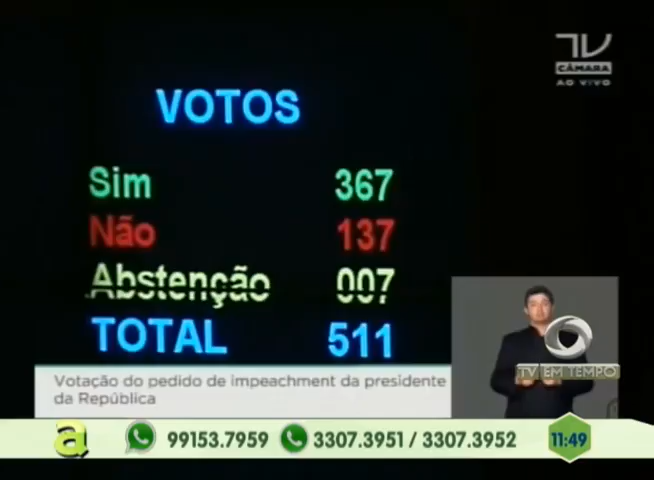 TV
CÂMARA
AO VIVO
VOTOS
Sim 367
Não 137
Abstenção 007
TOTAL 511
TV EM TEMPO
Votação do pedido de impeachment da presidente
da República
a 99153.7959 3307.3951 / 3307.3952 11:49